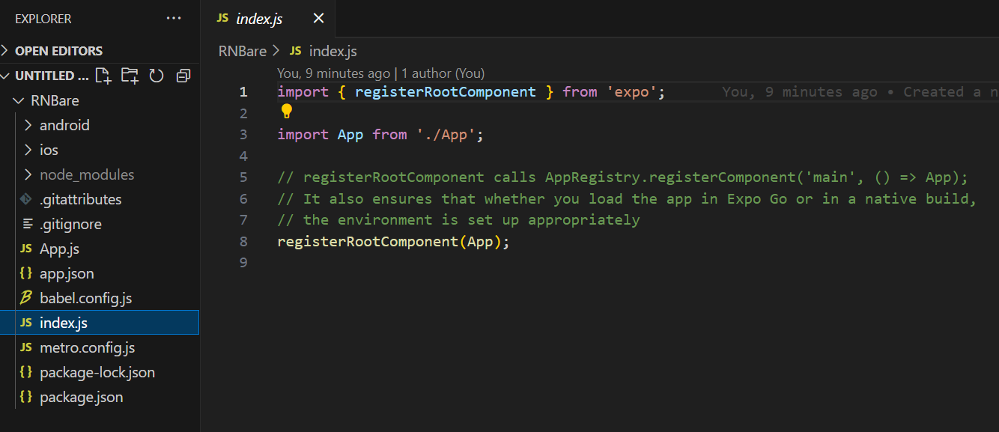 EXPLORER ...
OPEN EDITORS
UNTITLED ...
RNBare
android
ios
node_modules
.gitattributes
.gitignore
JS App.js
{} app.json
babel.config.js
JS index.js
JS metro.config.js
{} package-lock.json
{} package.json
JS index.js
RNBare > JS index.js
You, 9 minutes ago | 1 author (You)
1 import { registerRootComponent } from 'expo'; You, 9 minutes ago • Created a n
2
3 import App from './App';
4
5 // registerRootComponent calls AppRegistry.registerComponent('main', () => App);
6 // It also ensures that whether you load the app in Expo Go or in a native build,
7 // the environment is set up appropriately
8 registerRootComponent(App);
9